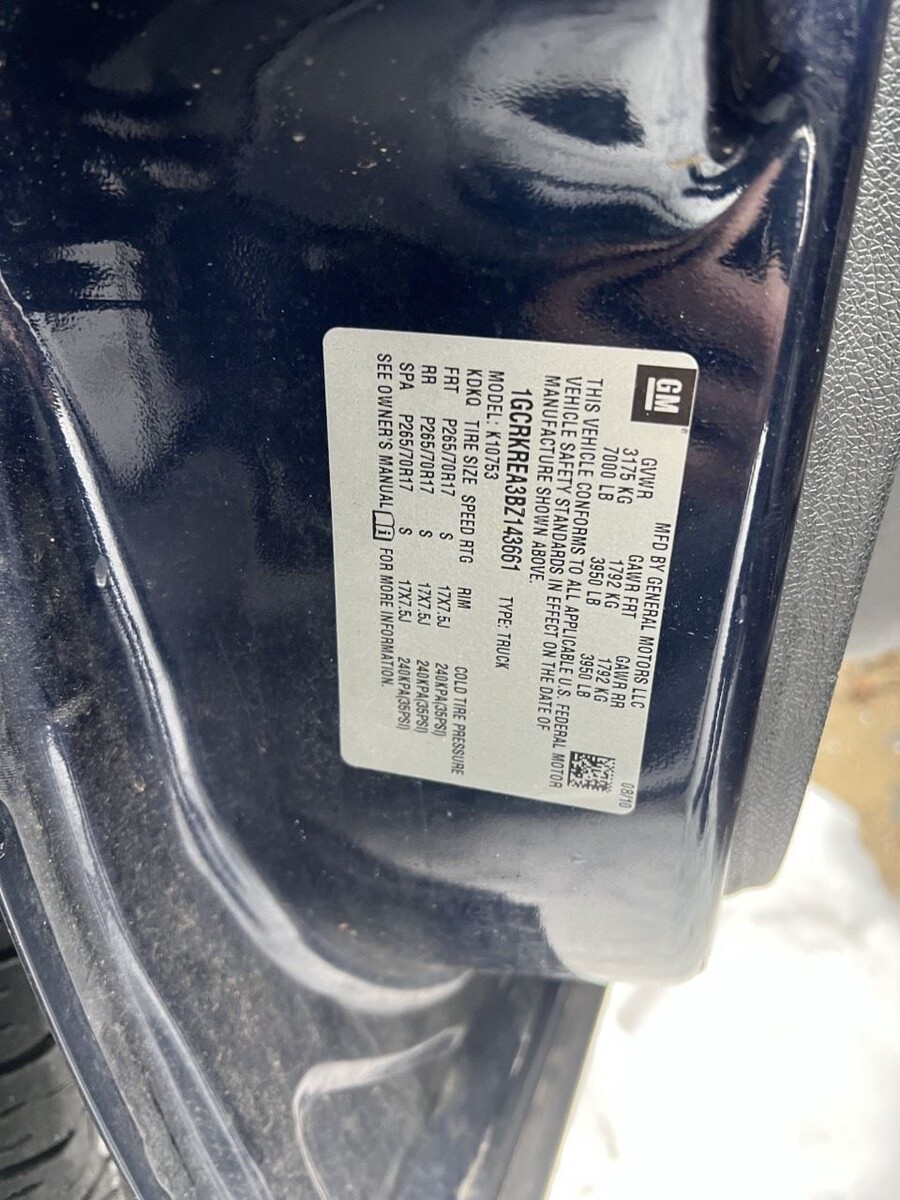 GM
MFD BY GENERAL MOTORS LLC 08/10
GVWR GAWR FRT GAWR RR
3175 KG 1792 KG 1792 KG
7000 LB 3950 LB 3950 LB
THIS VEHICLE CONFORMS TO ALL APPLICABLE U.S. FEDERAL MOTOR
VEHICLE SAFETY STANDARDS IN EFFECT ON THE DATE OF
MANUFACTURE SHOWN ABOVE.
1GCRKREA3BZ143661 TYPE: TRUCK
MODEL: K10753
KDKQ TIRE SIZE SPEED RTG RIM COLD TIRE PRESSURE
FRT P265/70R17 S 17X7.5J 240KPA(35PSI)
RR P265/70R17 S 17X7.5J 240KPA(35PSI)
SPA P265/70R17 S 17X7.5J 240KPA(35PSI)
SEE OWNER'S MANUAL FOR MORE INFORMATION.